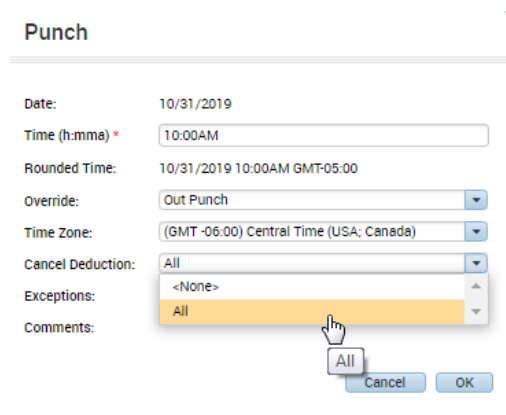 Punch
Date: 10/31/2019
Time (h:mma) * 10:00AM
Rounded Time: 10/31/2019 10:00AM GMT-05:00
Override: Out Punch
Time Zone: (GMT -06:00) Central Time (USA; Canada)
Cancel Deduction: All
<None>
Exceptions:
All
Comments:
All
Cancel OK